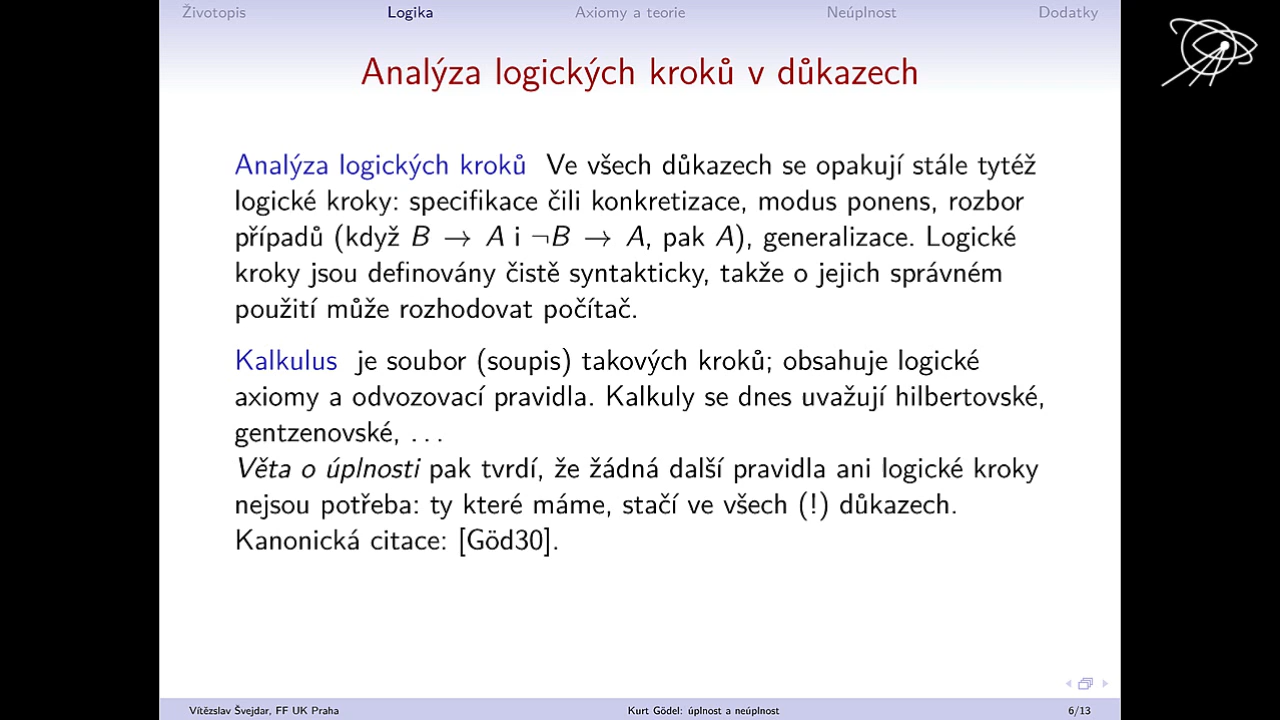 Životopis Logika Axiomy a teorie Neúplnost Dodatky
Analýza logických kroků v důkazech
Analýza logických kroků Ve všech důkazech se opakují stále tytéž
logické kroky: specifikace čili konkretizace, modus ponens, rozbor
případů (když B → A i ¬B → A, pak A), generalizace. Logické
kroky jsou definovány čistě syntakticky, takže o jejich správném
použití může rozhodovat počítač.
Kalkulus je soubor (soupis) takových kroků; obsahuje logické
axiomy a odvozovací pravidla. Kalkuly se dnes uvažují hilbertovské,
gentzenovské, ...
Věta o úplnosti pak tvrdí, že žádná další pravidla ani logické kroky
nejsou potřeba: ty které máme, stačí ve všech (!) důkazech.
Kanonická citace: [Göd30].
Vítězslav Švejdar, FF UK Praha Kurt Gödel: úplnost a neúplnost 6/13